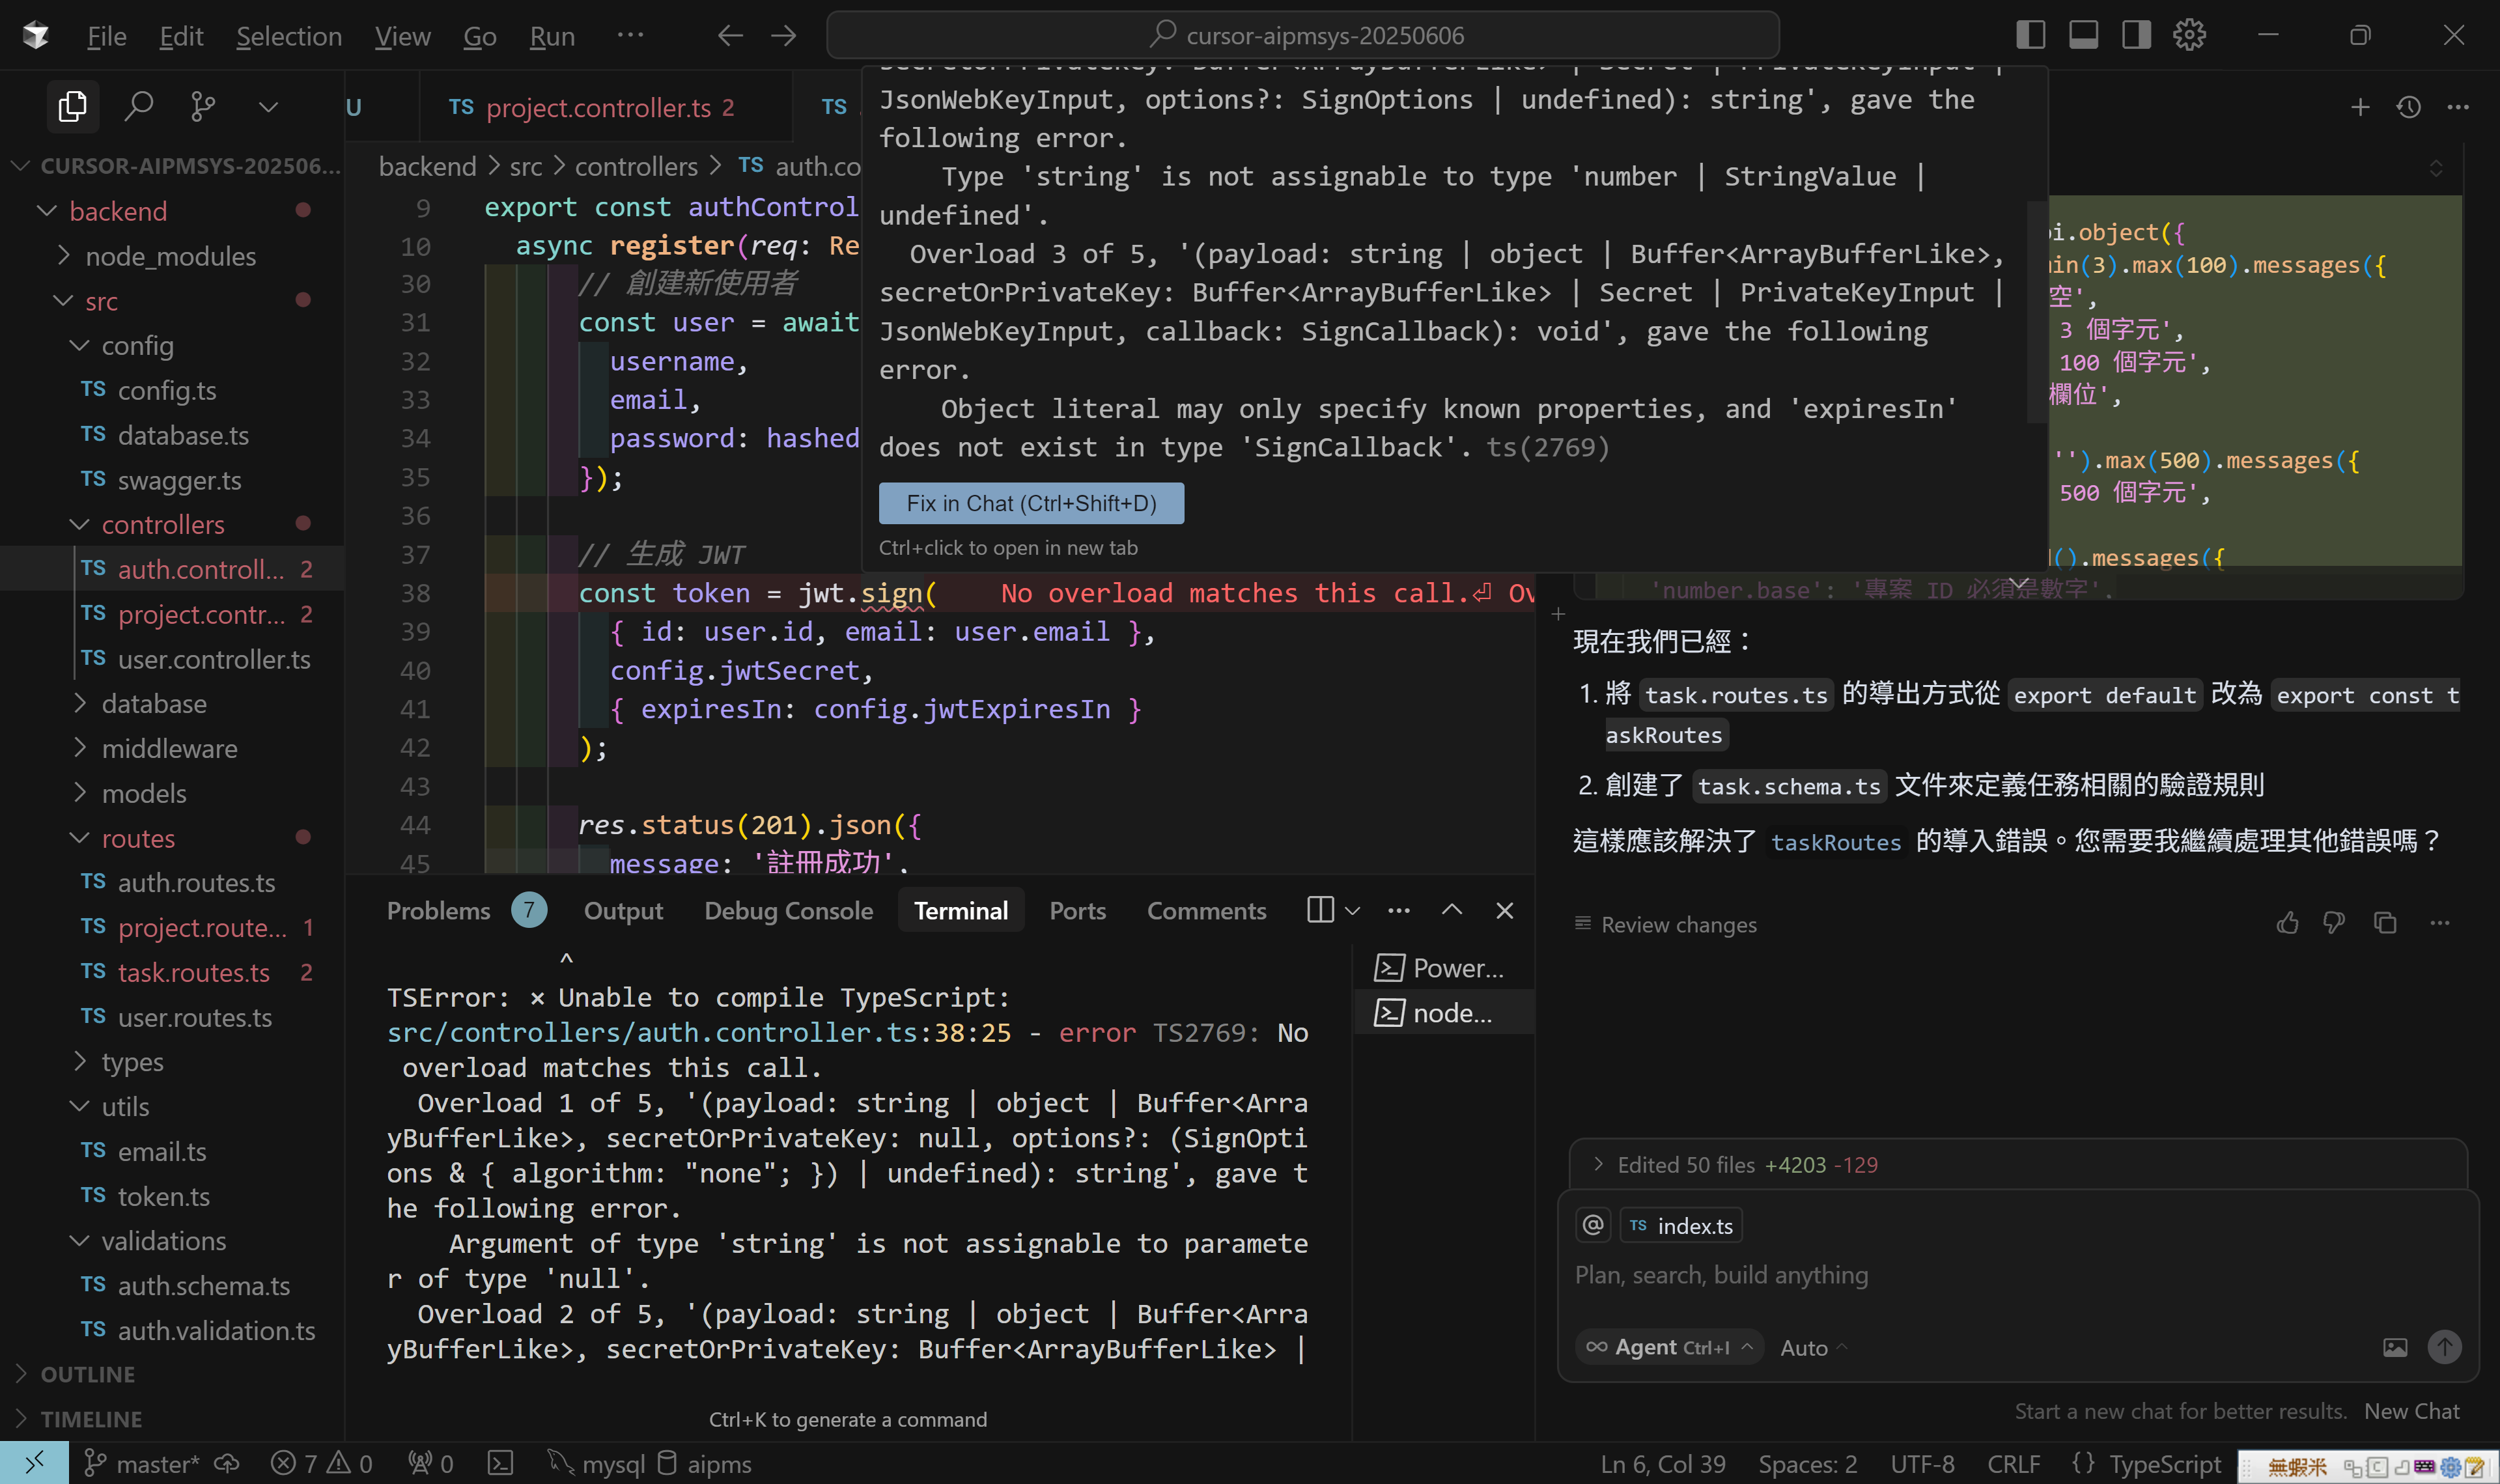 File Edit Selection View Go Run ··· cursor-aipmsys-20250606
CURSOR-AIPMSYS-202506...
backend
node_modules
src
config
TS config.ts
TS database.ts
TS swagger.ts
controllers
TS auth.controll... 2
TS project.contr... 2
TS user.controller.ts
database
middleware
models
routes
TS auth.routes.ts
TS project.route... 1
TS task.routes.ts 2
TS user.routes.ts
types
utils
TS email.ts
TS token.ts
validations
TS auth.schema.ts
TS auth.validation.ts
OUTLINE
TIMELINE
U TS project.controller.ts 2 TS
backend > src > controllers > TS auth.co
9 export const authControl
10 async register(req: Re
30 // 創建新使用者
31 const user = await
32 username,
33 email,
34 password: hashed
35 });
36
37 // 生成 JWT
38 const token = jwt.sign( No overload matches this call.⏎ Ov
39 { id: user.id, email: user.email },
40 config.jwtSecret,
41 { expiresIn: config.jwtExpiresIn }
42 );
43
44 res.status(201).json({
45 message: '註冊成功',
secretOrPrivateKey: Buffer<ArrayBufferLike> | Secret | PrivateKeyInput |
JsonWebKeyInput, options?: SignOptions | undefined): string', gave the
following error.
Type 'string' is not assignable to type 'number | StringValue |
undefined'.
Overload 3 of 5, '(payload: string | object | Buffer<ArrayBufferLike>,
secretOrPrivateKey: Buffer<ArrayBufferLike> | Secret | PrivateKeyInput |
JsonWebKeyInput, callback: SignCallback): void', gave the following
error.
Object literal may only specify known properties, and 'expiresIn'
does not exist in type 'SignCallback'. ts(2769)
Fix in Chat (Ctrl+Shift+D)
Ctrl+click to open in new tab
Problems 7 Output Debug Console Terminal Ports Comments ···
^
TSError: ⨯ Unable to compile TypeScript:
src/controllers/auth.controller.ts:38:25 - error TS2769: No
overload matches this call.
Overload 1 of 5, '(payload: string | object | Buffer<Arra
yBufferLike>, secretOrPrivateKey: null, options?: (SignOpti
ons & { algorithm: "none"; }) | undefined): string', gave t
he following error.
Argument of type 'string' is not assignable to paramete
r of type 'null'.
Overload 2 of 5, '(payload: string | object | Buffer<Arra
yBufferLike>, secretOrPrivateKey: Buffer<ArrayBufferLike> |
Ctrl+K to generate a command
Power...
node...
i.object({
in(3).max(100).messages({
空',
3 個字元',
100 個字元',
欄位',
'').max(500).messages({
500 個字元',
().messages({
'number.base': '專案 ID 必須是數字',
現在我們已經：
1. 將 task.routes.ts 的導出方式從 export default 改為 export const t
askRoutes
2. 創建了 task.schema.ts 文件來定義任務相關的驗證規則
這樣應該解決了 taskRoutes 的導入錯誤。您需要我繼續處理其他錯誤嗎？
Review changes
Edited 50 files +4203 -129
@ TS index.ts
Plan, search, build anything
∞ Agent Ctrl+I Auto
Start a new chat for better results. New Chat
master* 7 0 0 mysql aipms Ln 6, Col 39 Spaces: 2 UTF-8 CRLF {} TypeScript 無蝦米